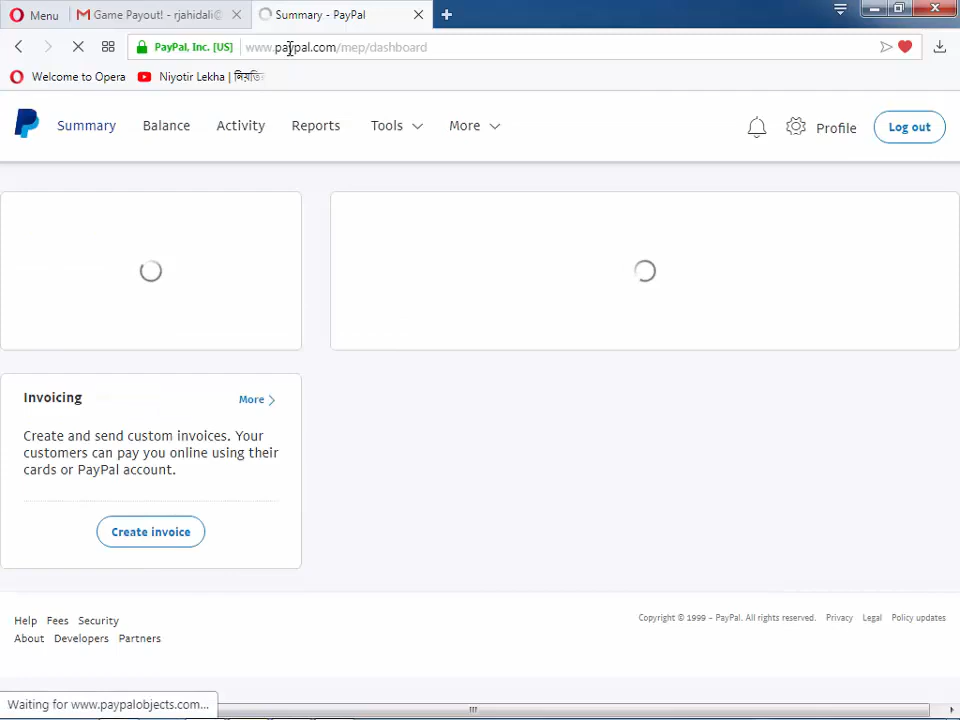 Menu
Game Payout! - rjahidali@
Summary - PayPal
PayPal, Inc. [US]
www.paypal.com/mep/dashboard
Welcome to Opera
Niyotir Lekha | নিয়তির
Summary
Balance
Activity
Reports
Tools
More
Profile
Log out
Invoicing
More
Create and send custom invoices. Your
customers can pay you online using their
cards or PayPal account.
Create invoice
Help Fees Security
About Developers Partners
Copyright © 1999 - PayPal. All rights reserved. Privacy Legal Policy updates
Waiting for www.paypalobjects.com...